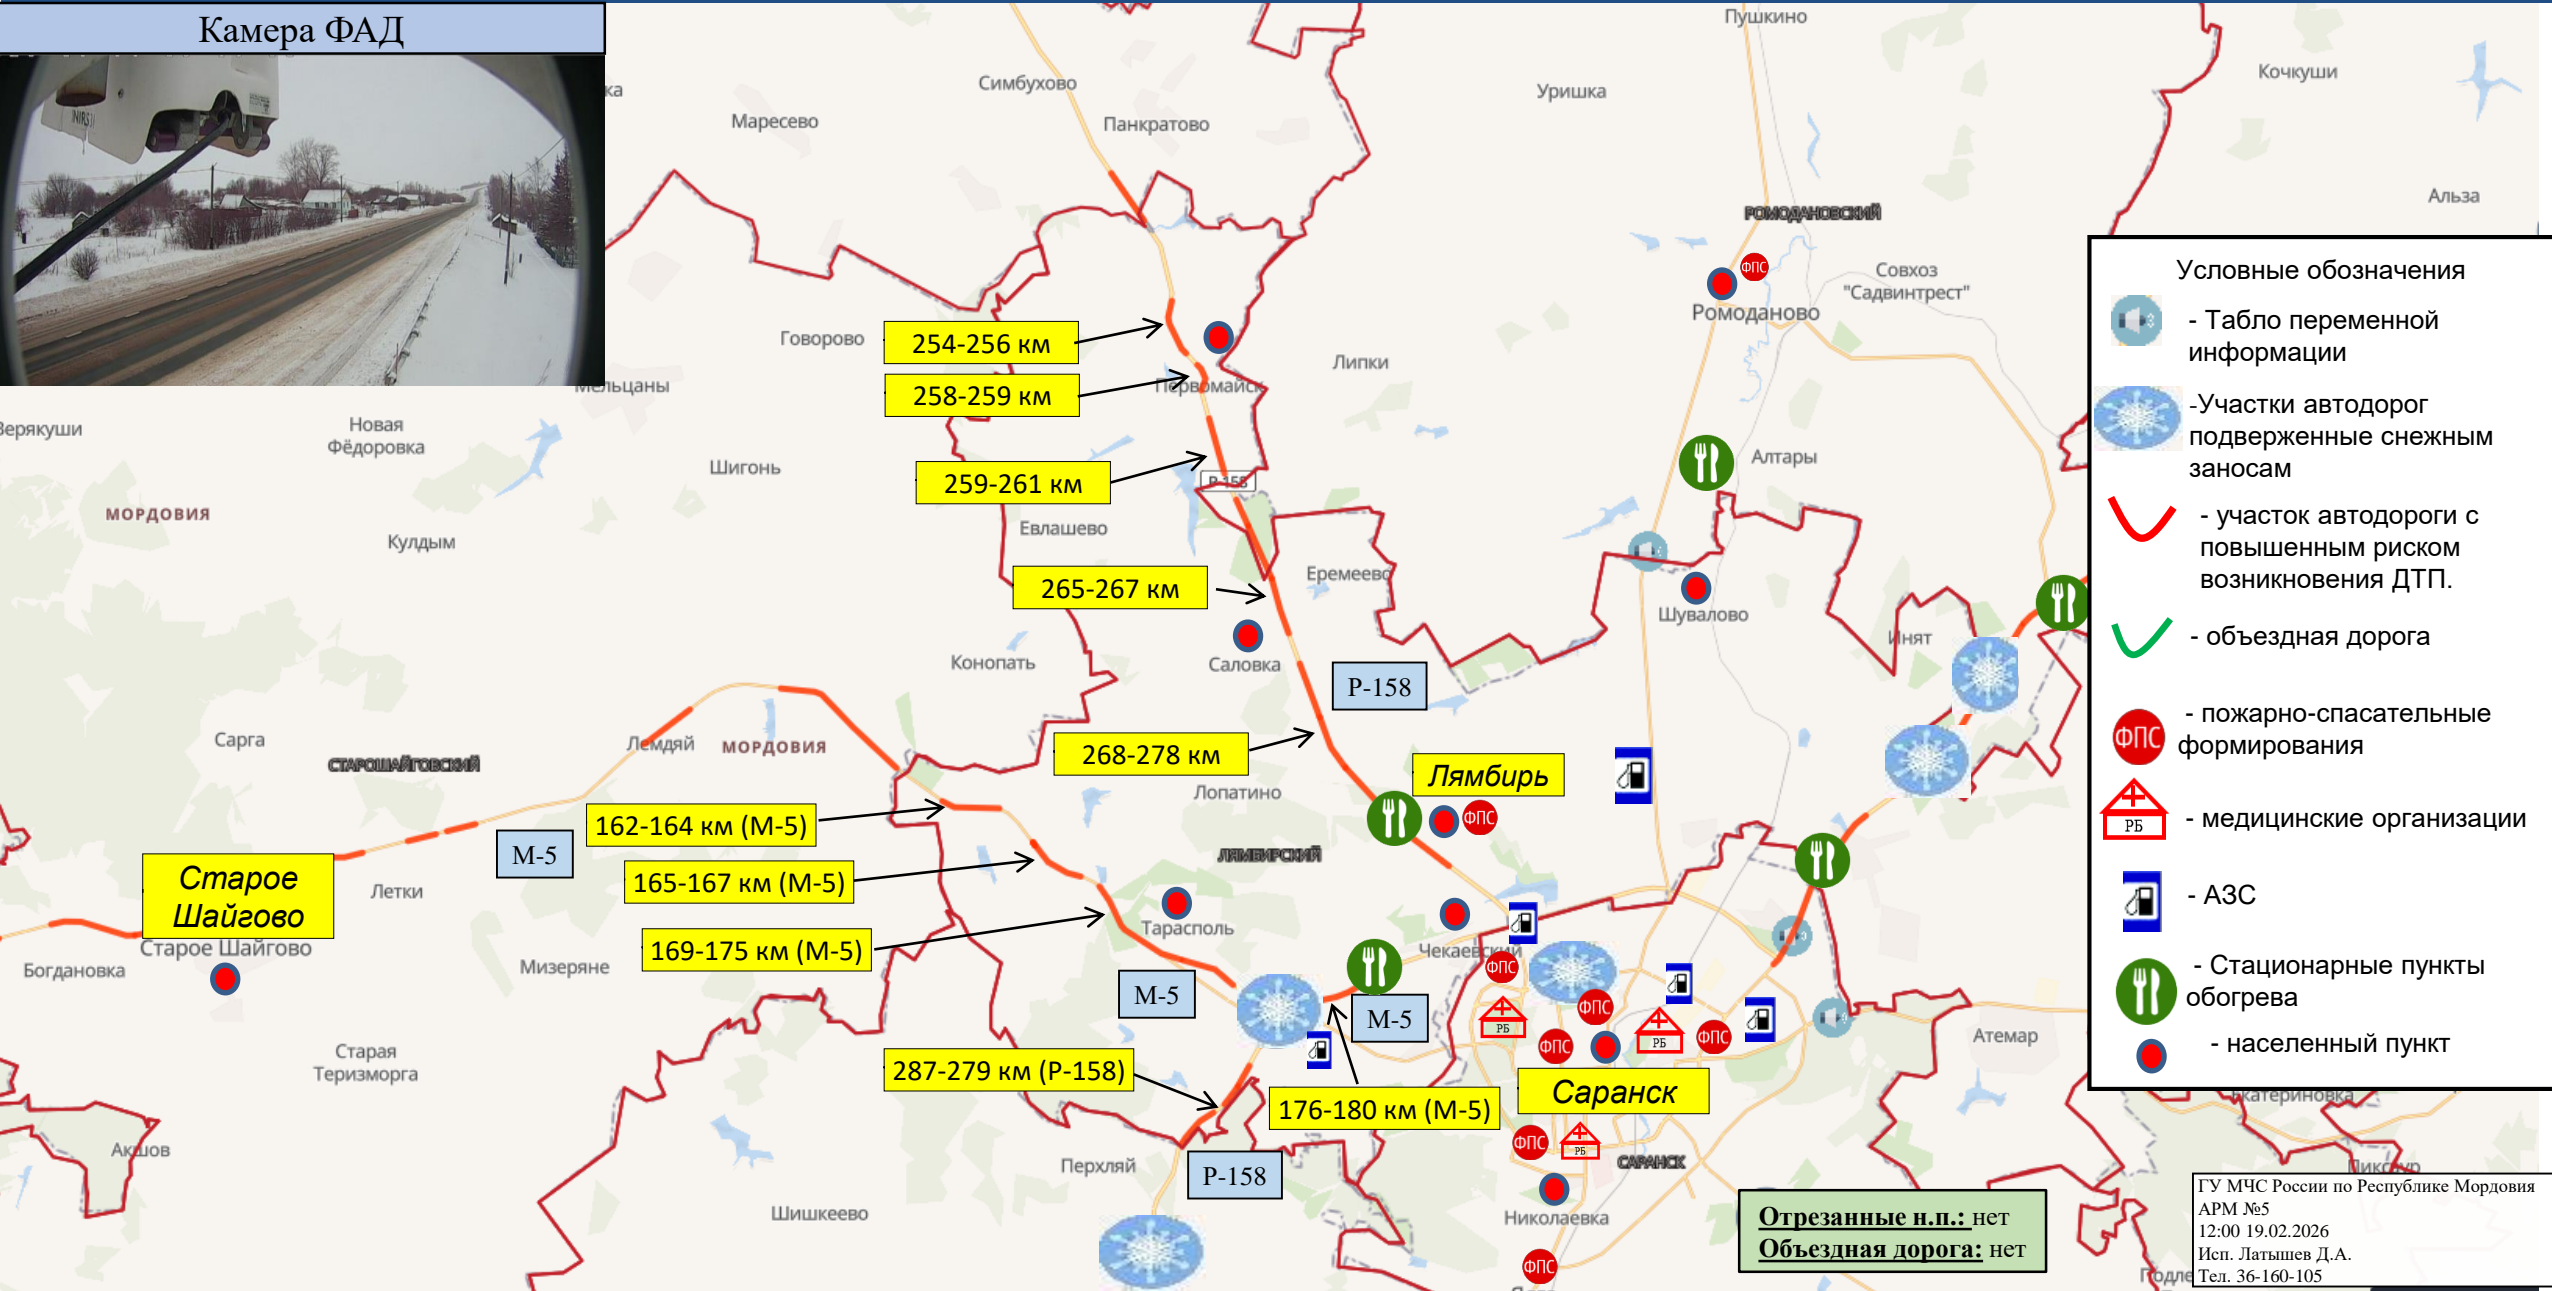 Камера ФАД
Пушкино
Симбухово
Кочкуши
Уришка
Маресево
Панкратово
Альза
РОМОДАНОВСКИЙ
ФПС
Совхоз
"Садвинтрест"
Ромоданово
Говорово
254-256 км
Липки
258-259 км
Первомайск
Новая
Фёдоровка
Шигонь
Алтары
259-261 км
Р-158
МОРДОВИЯ
Евлашево
Кулдым
265-267 км
Еремеево
Шувалово
Инят
Конопать
Саловка
Р-158
Сарга
Лемдяй
МОРДОВИЯ
СТАРОШАЙГОВСКИЙ
268-278 км
Лямбирь
Лопатино
ФПС
162-164 км (М-5)
М-5
ЛЯМБИРСКИЙ
165-167 км (М-5)
Старое
Шайгово
Летки
Тарасполь
169-175 км (М-5)
Старое Шайгово
Чекаевский
Богдановка
Мизеряне
ФПС
М-5
М-5
ФПС
РБ
ФПС
РБ
ФПС
Атемар
Старая
Теризморга
287-279 км (Р-158)
176-180 км (М-5)
Саранск
Екатериновка
Акшов
ФПС
РБ
САРАНСК
Перхляй
Р-158
Шишкеево
Николаевка
ФПС
Условные обозначения
- Табло переменной
информации
-Участки автодорог
подверженные снежным
заносам
- участок автодороги с
повышенным риском
возникновения ДТП.
- объездная дорога
ФПС
- пожарно-спасательные
формирования
РБ
- медицинские организации
- АЗС
- Стационарные пункты
обогрева
- населенный пункт
Отрезанные н.п.: нет
Объездная дорога: нет
ГУ МЧС России по Республике Мордовия
АРМ №5
12:00 19.02.2026
Исп. Латышев Д.А.
Тел. 36-160-105